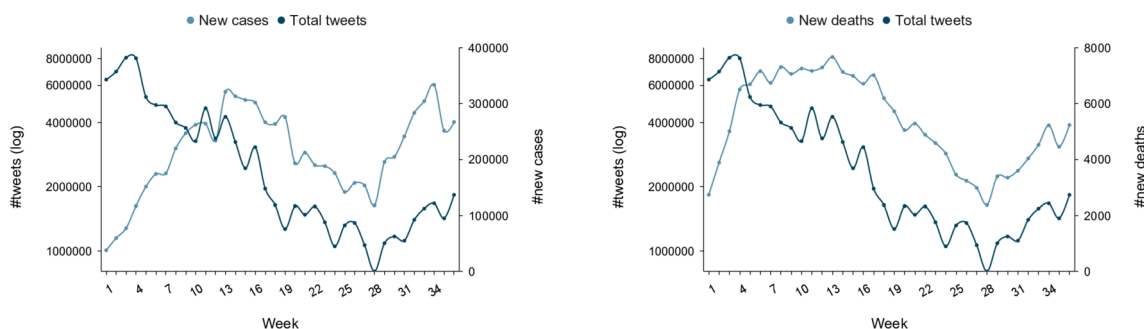 New cases Total tweets
8000000
6000000
4000000
2000000
1000000
#tweets (log)
400000
300000
200000
100000
0
#new cases
1 4 7 10 13 16 19 22 25 28 31 34
Week
New deaths Total tweets
8000000
6000000
4000000
2000000
1000000
#tweets (log)
8000
6000
4000
2000
0
#new deaths
1 4 7 10 13 16 19 22 25 28 31 34
Week